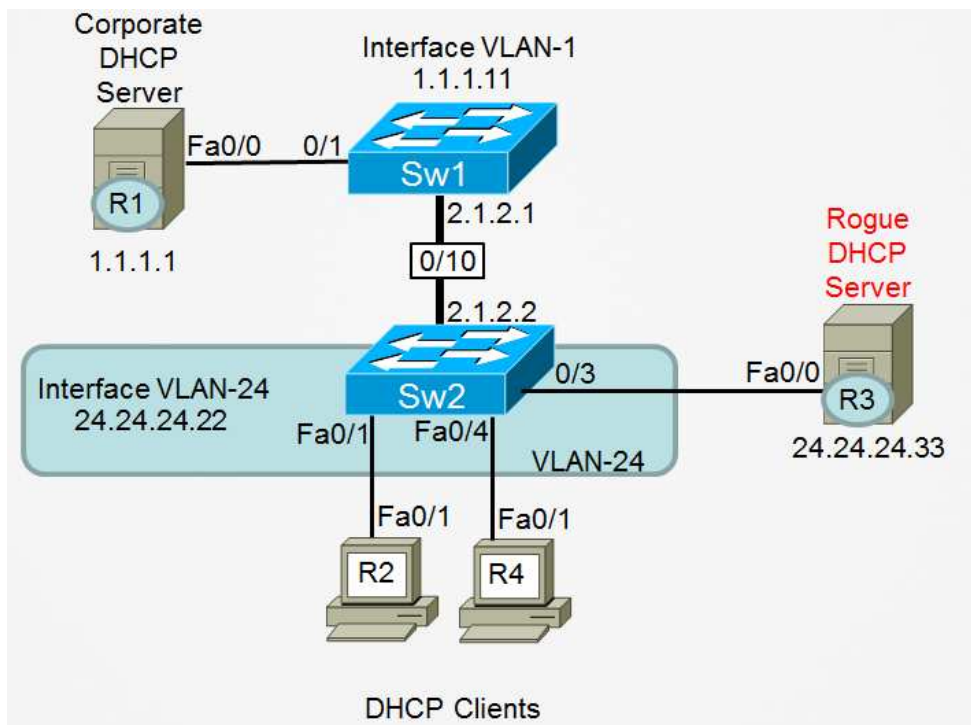 Corporate
DHCP
Server
Interface VLAN-1
1.1.1.11
Fa0/0
0/1
Sw1
R1
1.1.1.1
2.1.2.1
0/10
2.1.2.2
Rogue
DHCP
Server
Interface VLAN-24
24.24.24.22
Sw2
0/3
Fa0/0
R3
24.24.24.33
Fa0/1
Fa0/4
VLAN-24
Fa0/1
Fa0/1
R2
R4
DHCP Clients